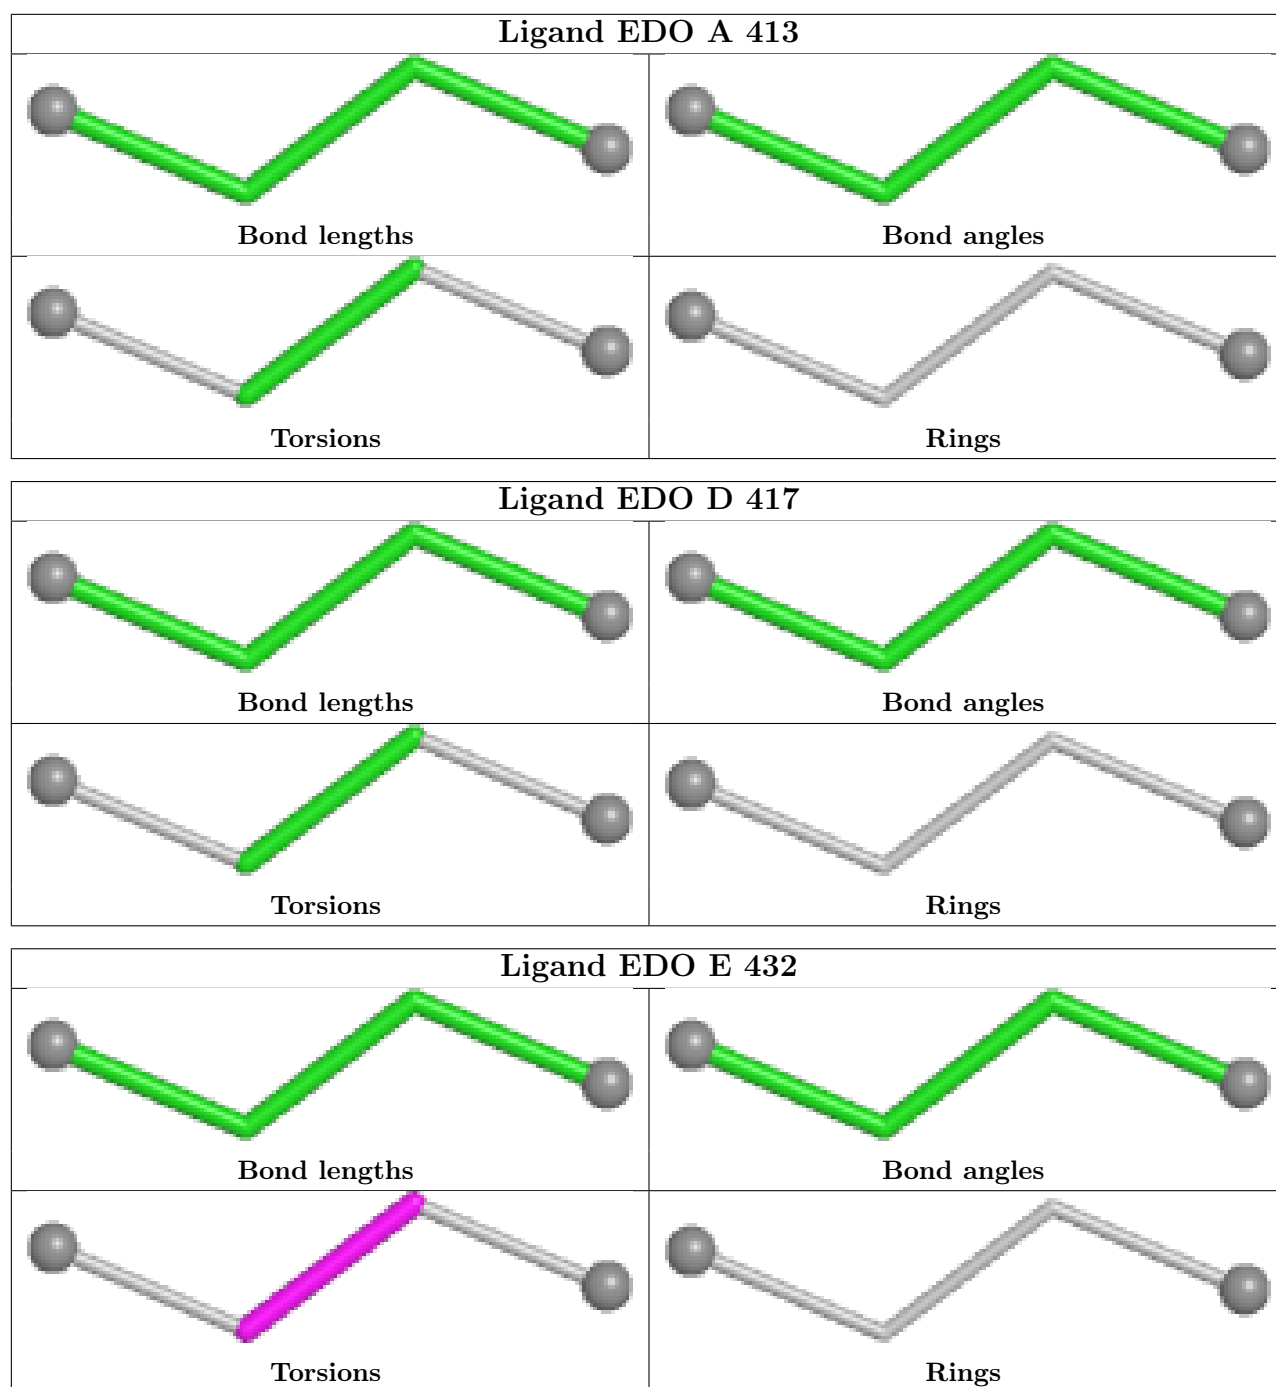 Ligand EDO A 413
Bond lengths
Bond angles
Torsions
Rings
Ligand EDO D 417
Bond lengths
Bond angles
Torsions
Rings
Ligand EDO E 432
Bond lengths
Bond angles
Torsions
Rings